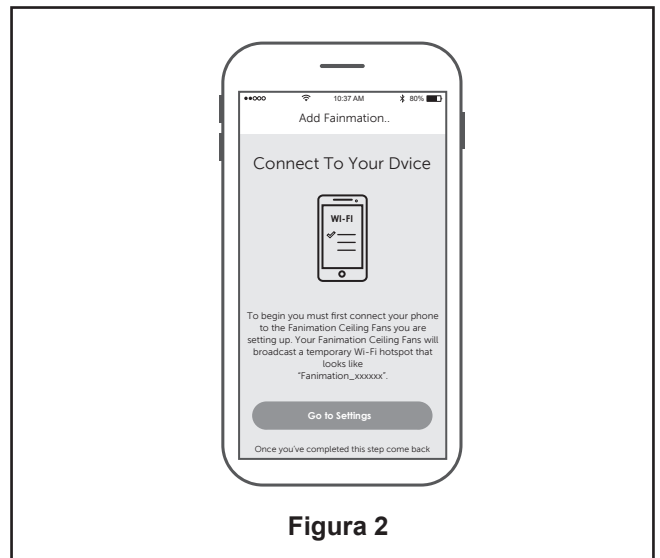 10:37 AM
80%
Add Fainmation..
Connect To Your Dvice
WI-FI
To begin you must first connect your phone
to the Fanimation Ceiling Fans you are
setting up. Your Fanimation Ceiling Fans will
broadcast a temporary Wi-Fi hotspot that
looks like
"Fanimation_xxxxxx".
Go to Settings
Once you've completed this step come back
Figura 2